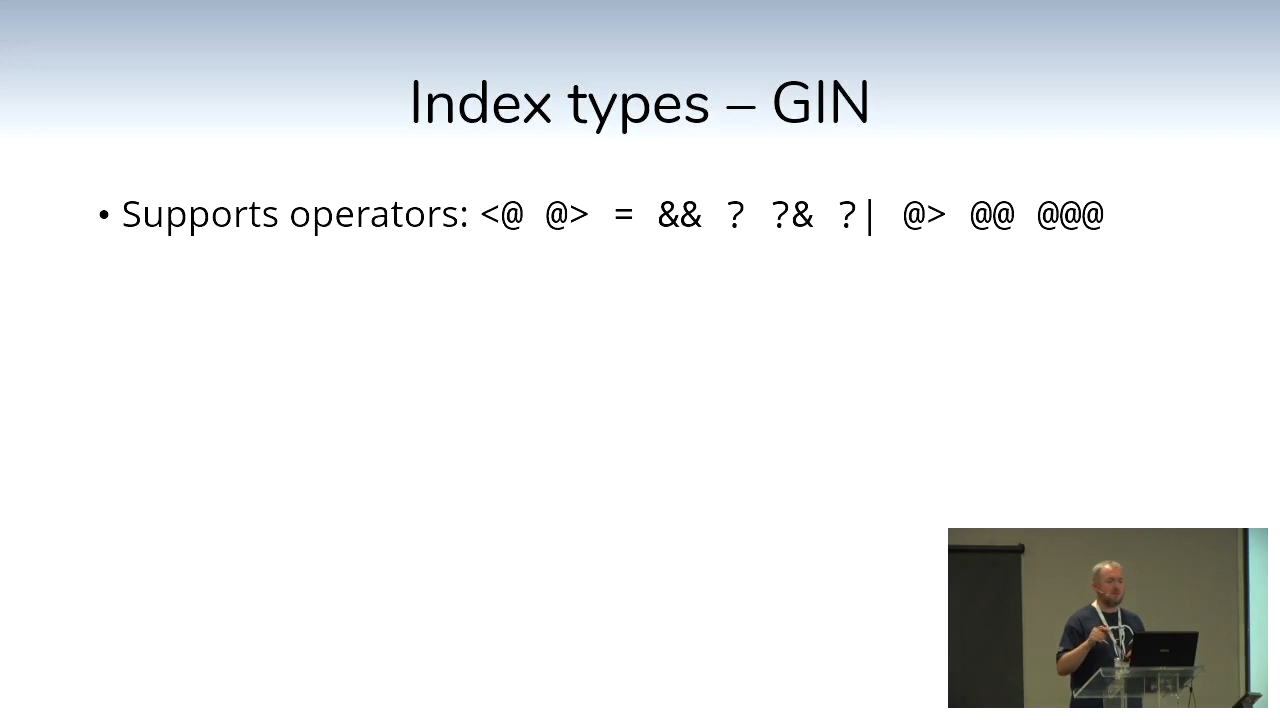 Index types – GIN
• Supports operators: <@ @> = && ? ?& ?| @> @@ @@@